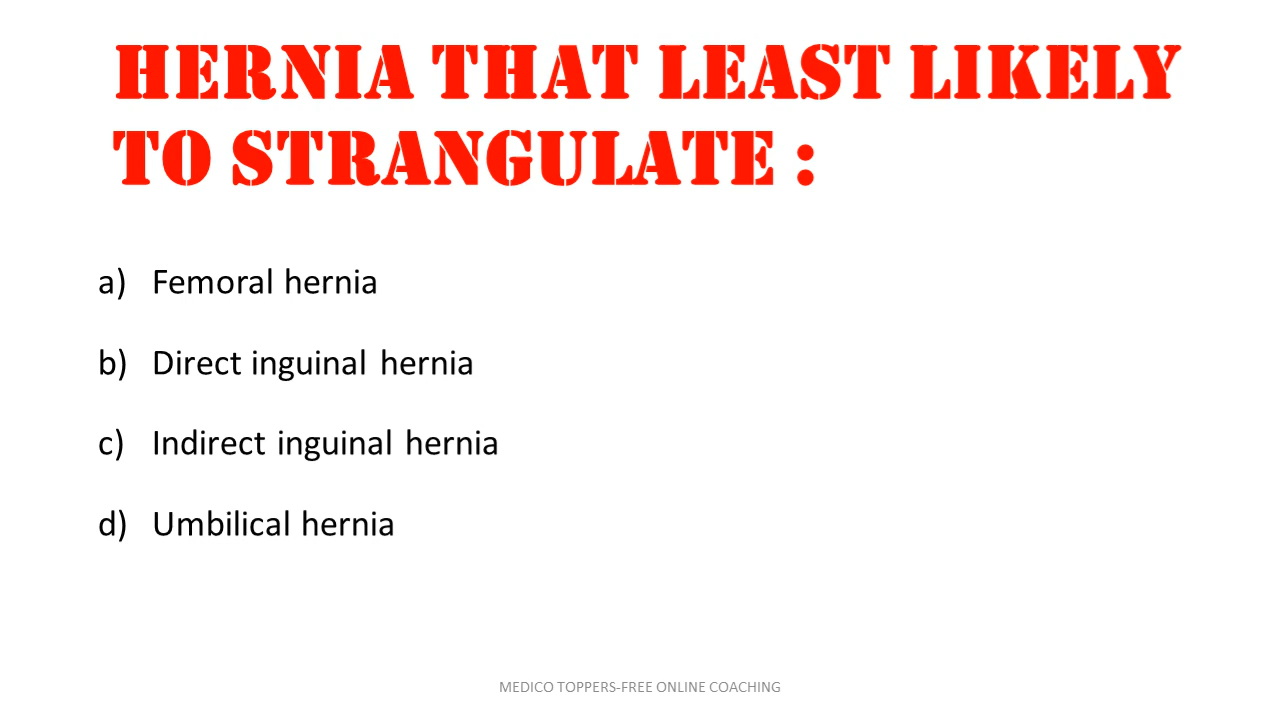 HERNIA THAT LEAST LIKELY
TO STRANGULATE :
a) Femoral hernia
b) Direct inguinal hernia
c) Indirect inguinal hernia
d) Umbilical hernia
MEDICO TOPPERS-FREE ONLINE COACHING